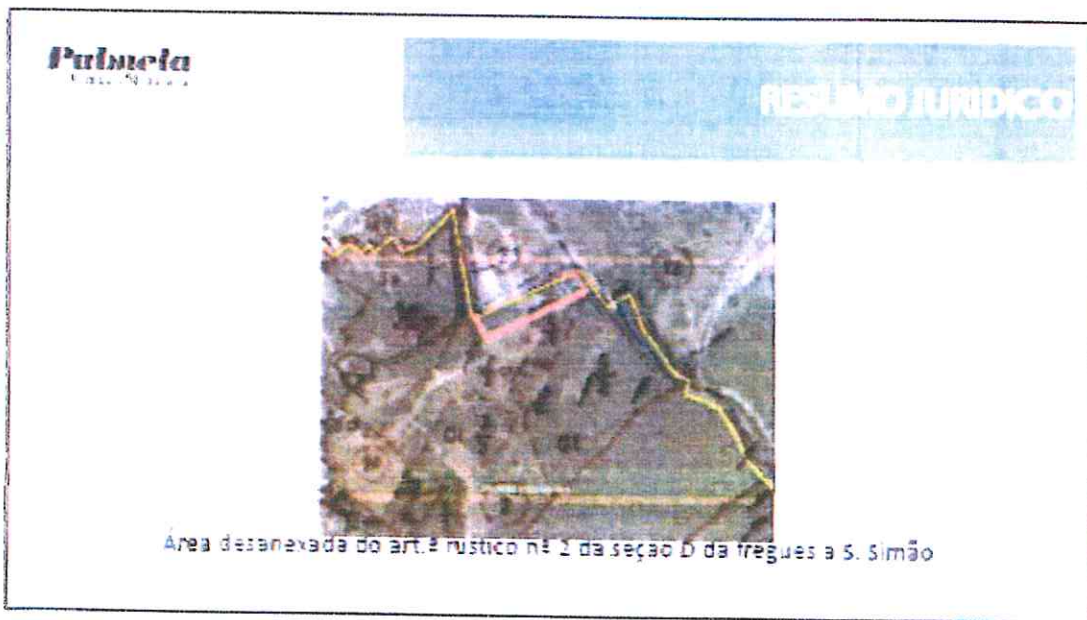 Palmela
RESUMO JURIDICO
Área desanexada do art.º rústico nº 2 da seção D da freguesia S. Simão